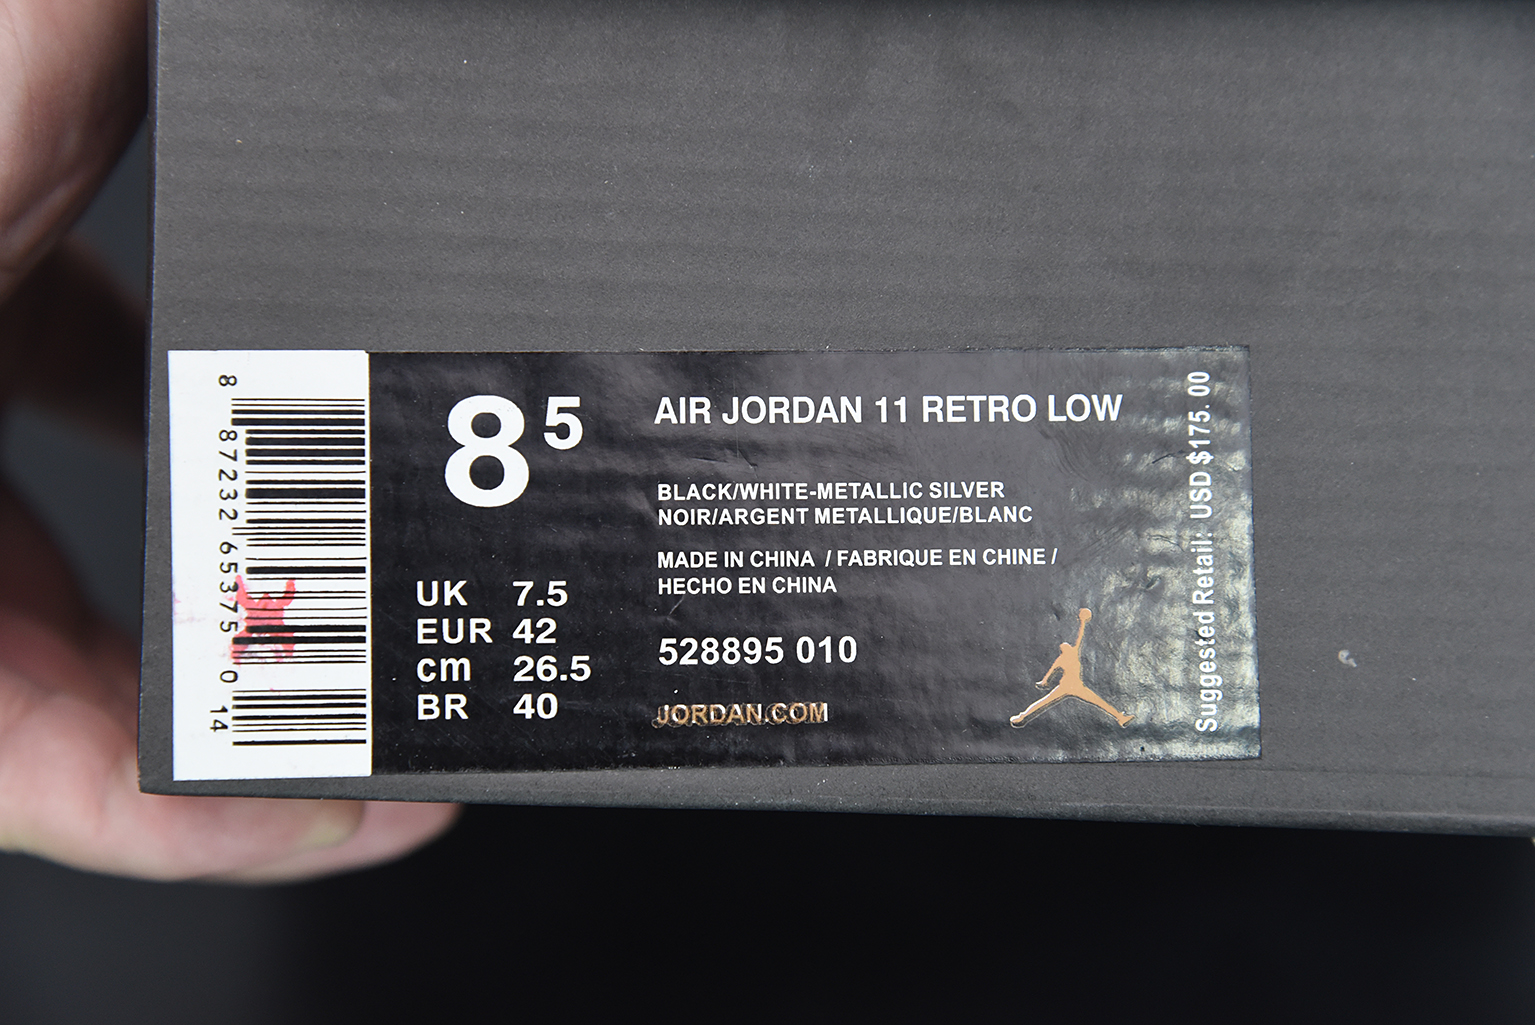 8 87232 65375 0 14
8 5
UK 7.5
EUR 42
cm 26.5
BR 40
AIR JORDAN 11 RETRO LOW
BLACK/WHITE-METALLIC SILVER
NOIR/ARGENT METALLIQUE/BLANC
MADE IN CHINA / FABRIQUE EN CHINE /
HECHO EN CHINA
528895 010
JORDAN.COM
Suggested Retail: USD$175.00